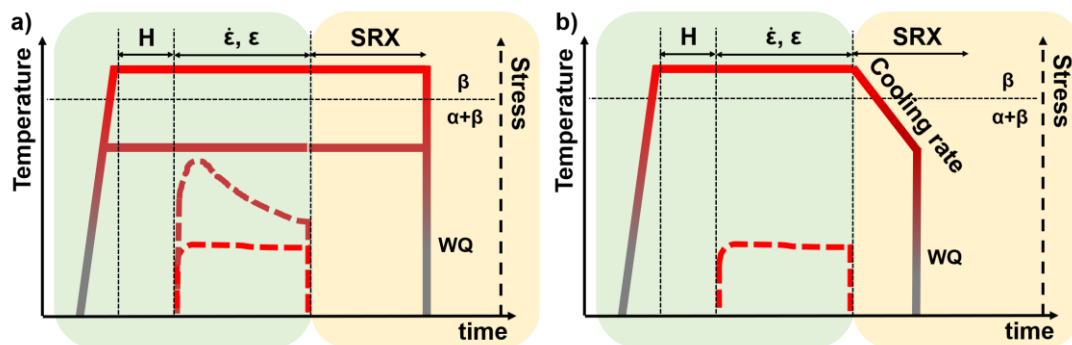 a)
H
ε̇, ε
SRX
Temperature
Stress
β
α+β
WQ
time
b)
H
ε̇, ε
SRX
Temperature
Cooling rate
Stress
β
α+β
WQ
time